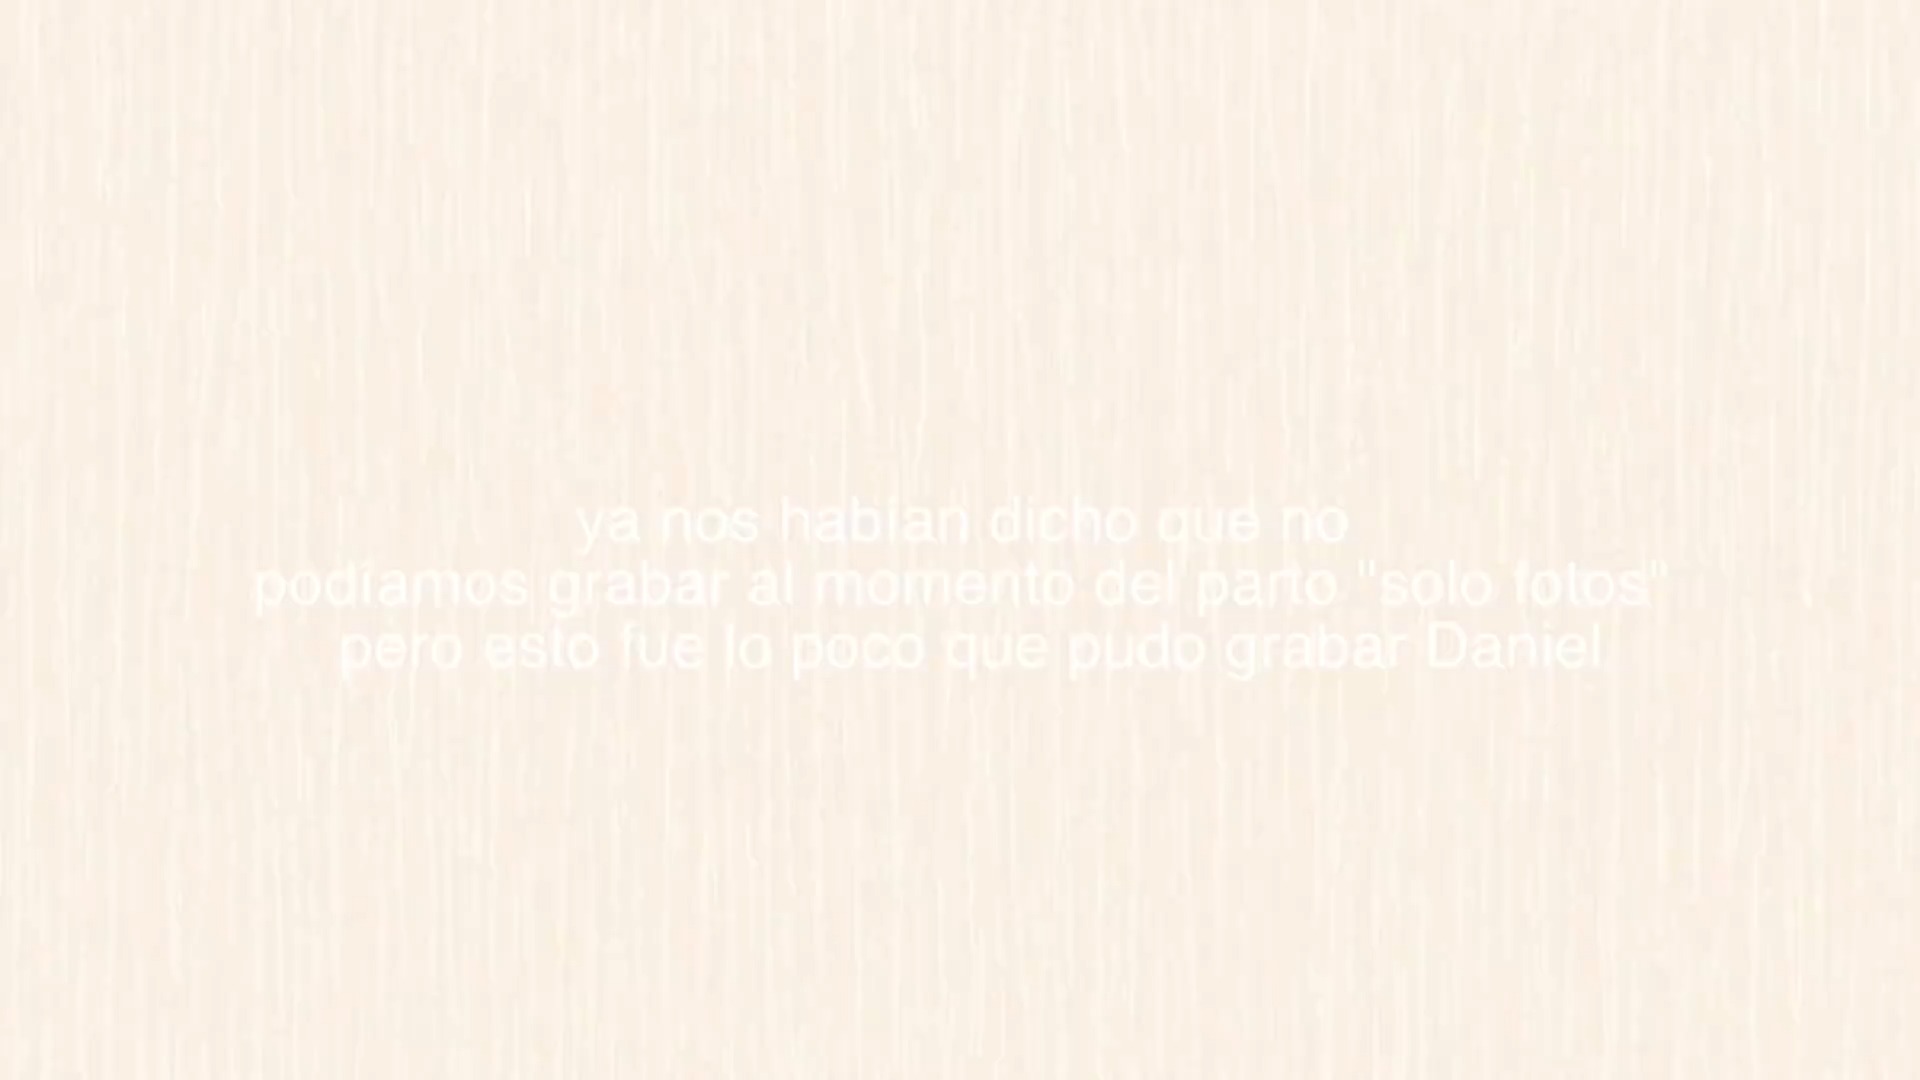 ya nos habian dicho que no
podiamos grabar al momento del parto "solo fotos"
pero esto fue lo poco que pudo grabar Daniel